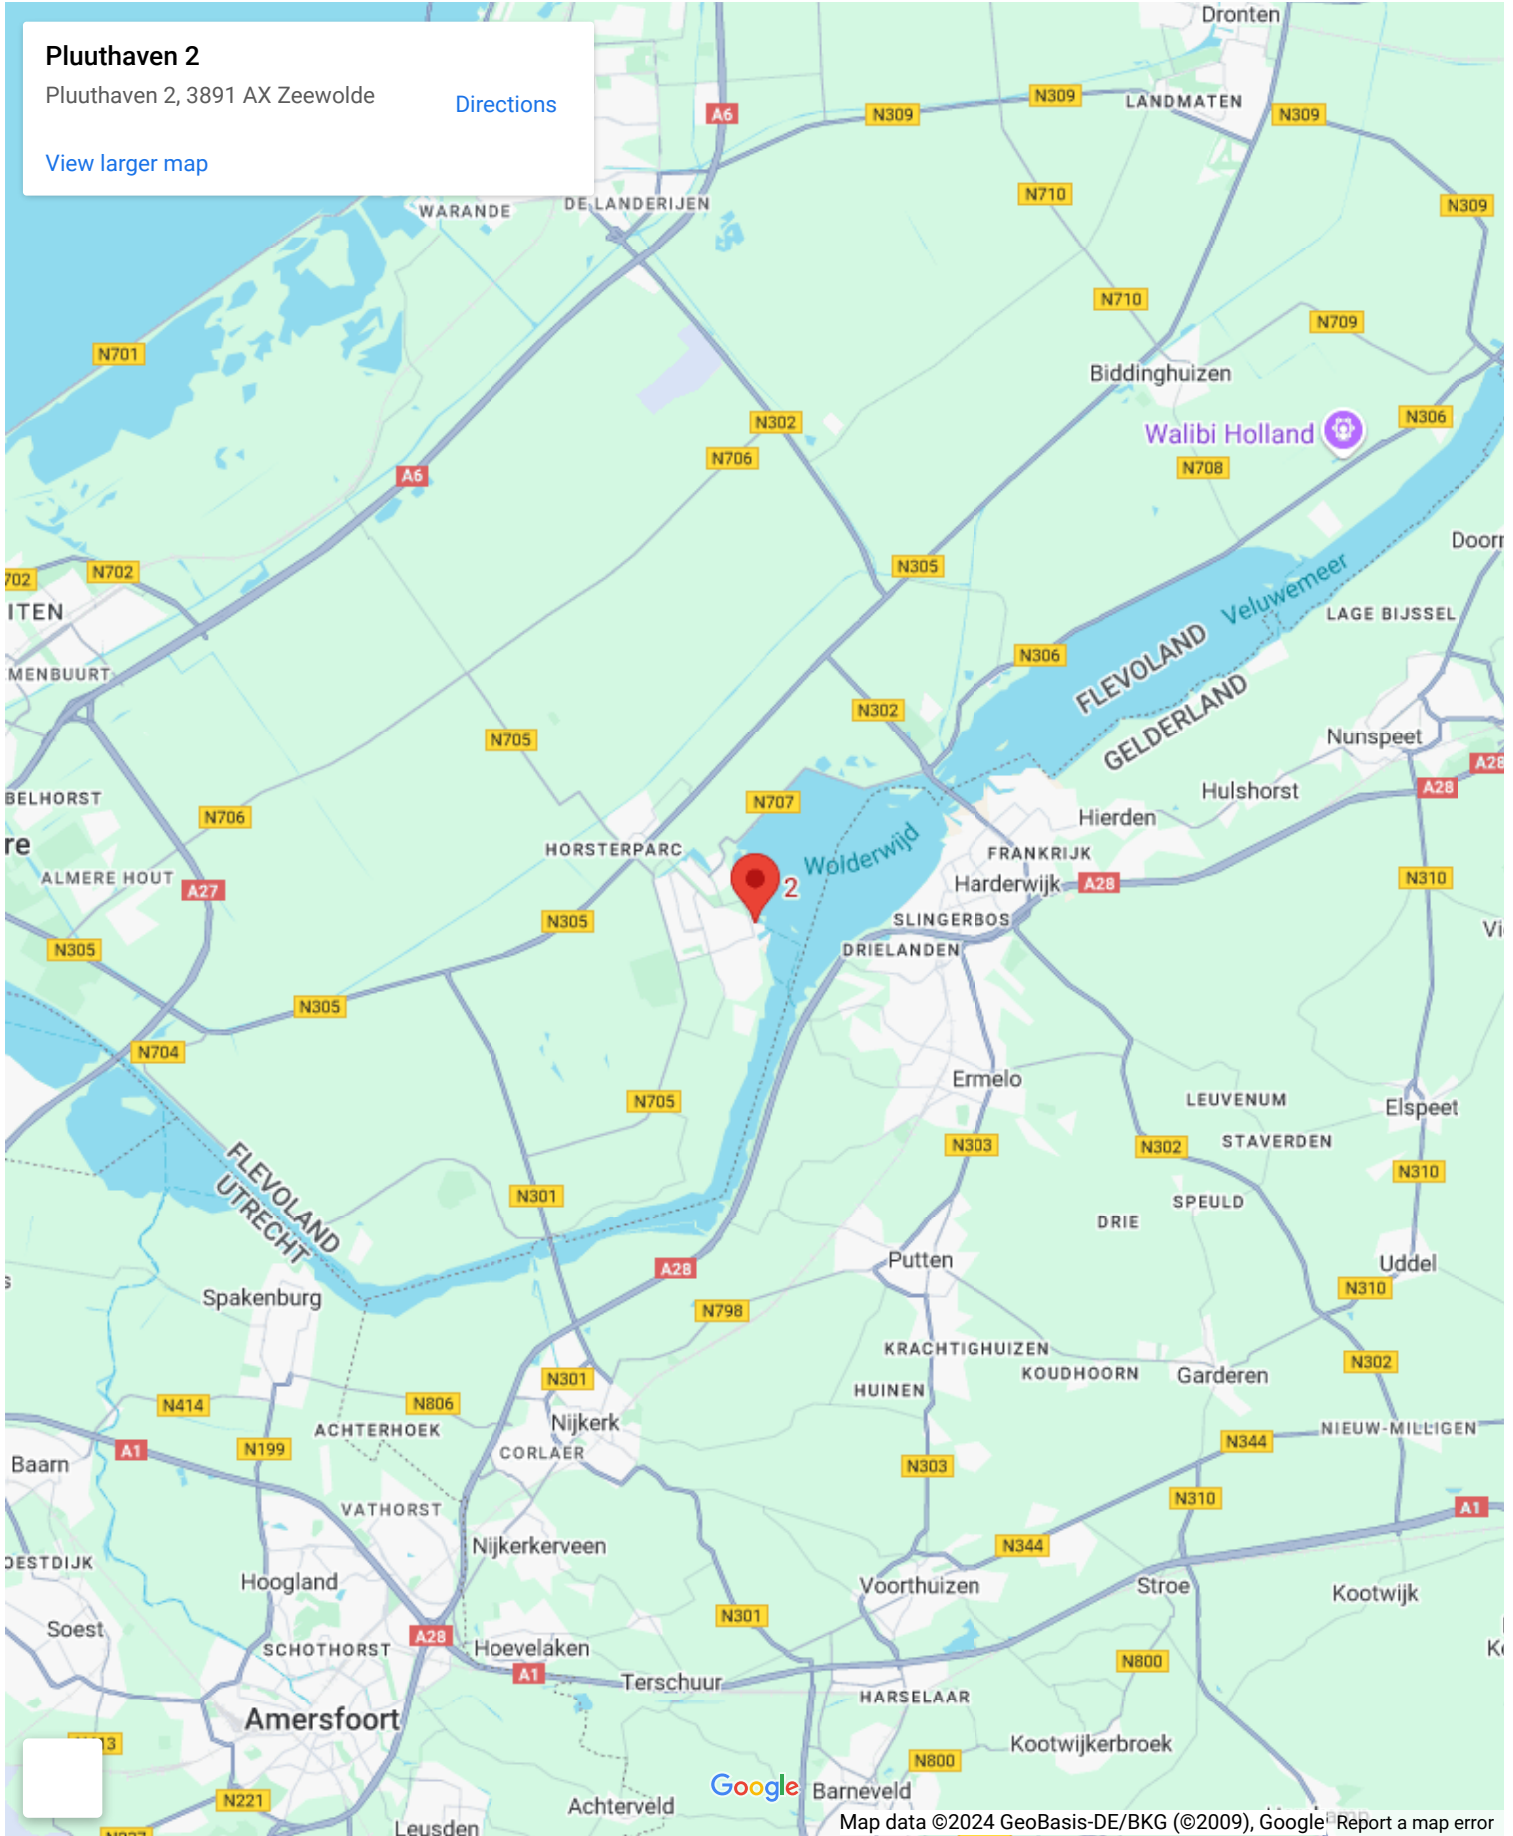 Pluuthaven 2
Pluuthaven 2, 3891 AX Zeewolde
Directions
View larger map
Dronten
N309
LANDMATEN
A6
N309
N309
N710
N309
WARANDE
DE LANDERIJEN
N710
N709
N701
Biddinghuizen
N302
N306
Walibi Holland
N706
N708
A6
Doorr
N305
N702
702
Veluwemeer
ITEN
LAGE BIJSSEL
N306
FLEVOLAND
MENBUURT
GELDERLAND
N302
N705
Nunspeet
A28
A28
BELHORST
Hulshorst
N707
N706
Hierden
re
HORSTERPARC
Wolderwijd
FRANKRIJK
ALMERE HOUT
A27
2
Harderwijk
A28
N310
N305
SLINGERBOS
Vi
N305
DRIELANDEN
N305
N704
Ermelo
N705
LEUVENUM
Elspeet
N303
N302
STAVERDEN
FLEVOLAND
UTRECHT
N310
N301
SPEULD
DRIE
Putten
Uddel
A28
s
Spakenburg
N310
N798
KRACHTIGHUIZEN
N302
KOUDHOORN
Garderen
N301
HUINEN
N414
N806
Nijkerk
ACHTERHOEK
NIEUW-MILLIGEN
N344
A1
N199
CORLAER
Baarn
N303
N310
VATHORST
A1
Nijkerkerveen
N344
OESTDIJK
Hoogland
Voorthuizen
Stroe
Kootwijk
N301
Soest
A28
Hoevelaken
SCHOTHORST
N800
A1
Terschuur
HARSELAAR
Amersfoort
13
Kootwijkerbroek
N800
Google
Barneveld
N221
Achterveld
Leusden
Map data ©2024 GeoBasis-DE/BKG (©2009), Google
Report a map error